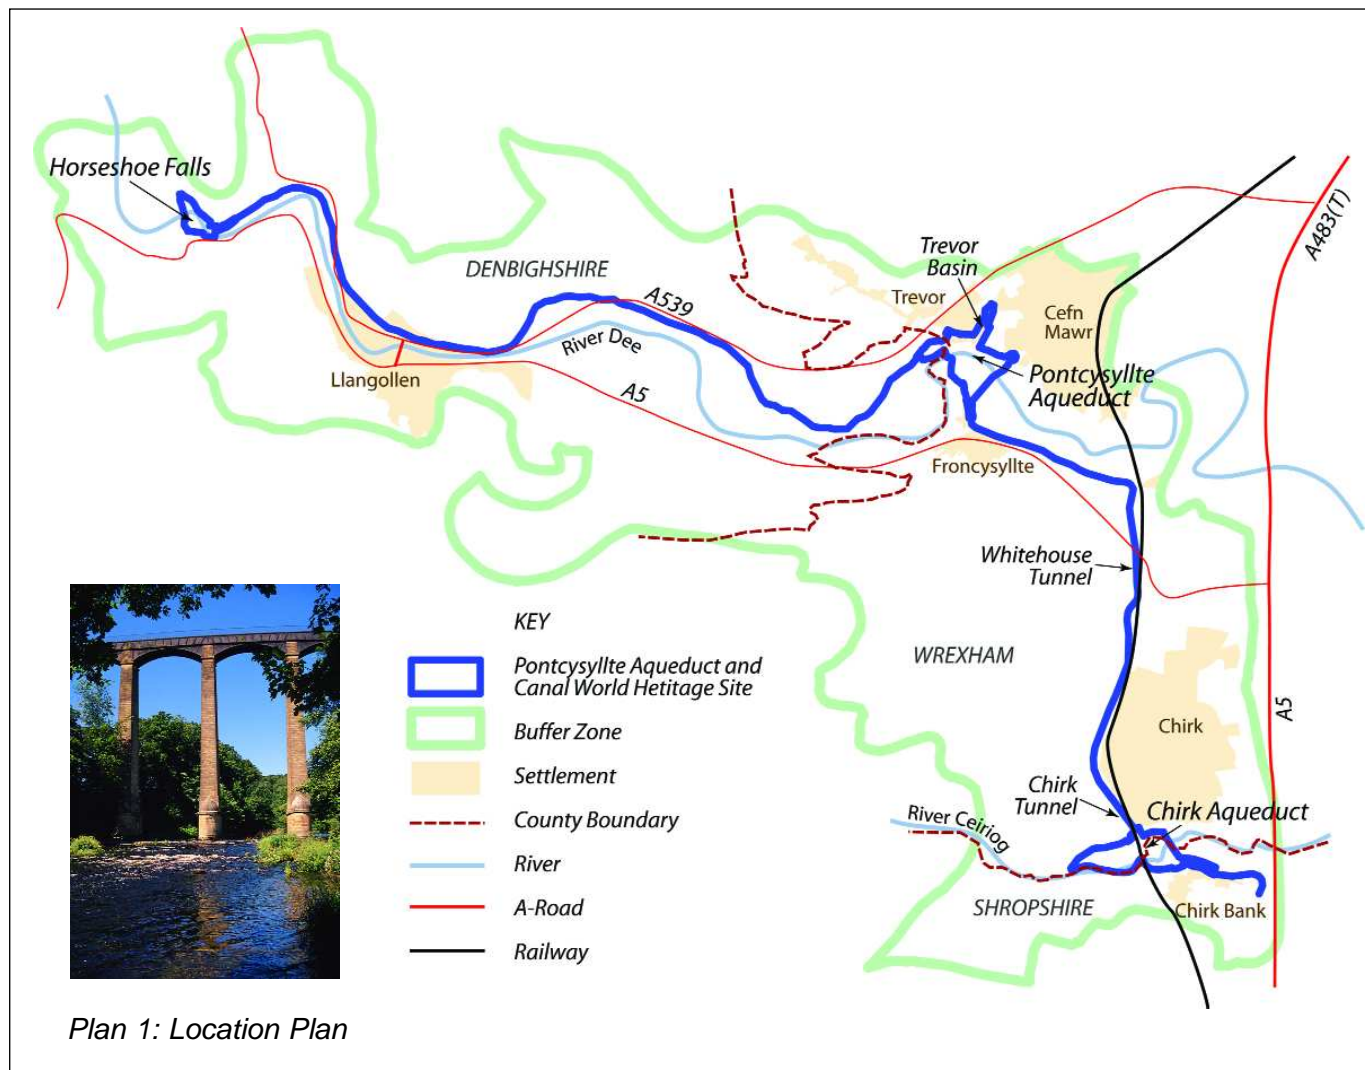 Horseshoe Falls
DENBIGHSHIRE
A539
River Dee
A5
Llangollen
Trevor
Basin
Trevor
Cefn
Mawr
A483(T)
Pontcysyllte
Aqueduct
Froncysyllte
Whitehouse
Tunnel
WREXHAM
Chirk
A5
Chirk
Tunnel
Chirk Aqueduct
River Ceiriog
SHROPSHIRE
Chirk Bank
KEY
Pontcysyllte Aqueduct and
Canal World Hetitage Site
Buffer Zone
Settlement
County Boundary
River
A-Road
Railway
Plan 1: Location Plan